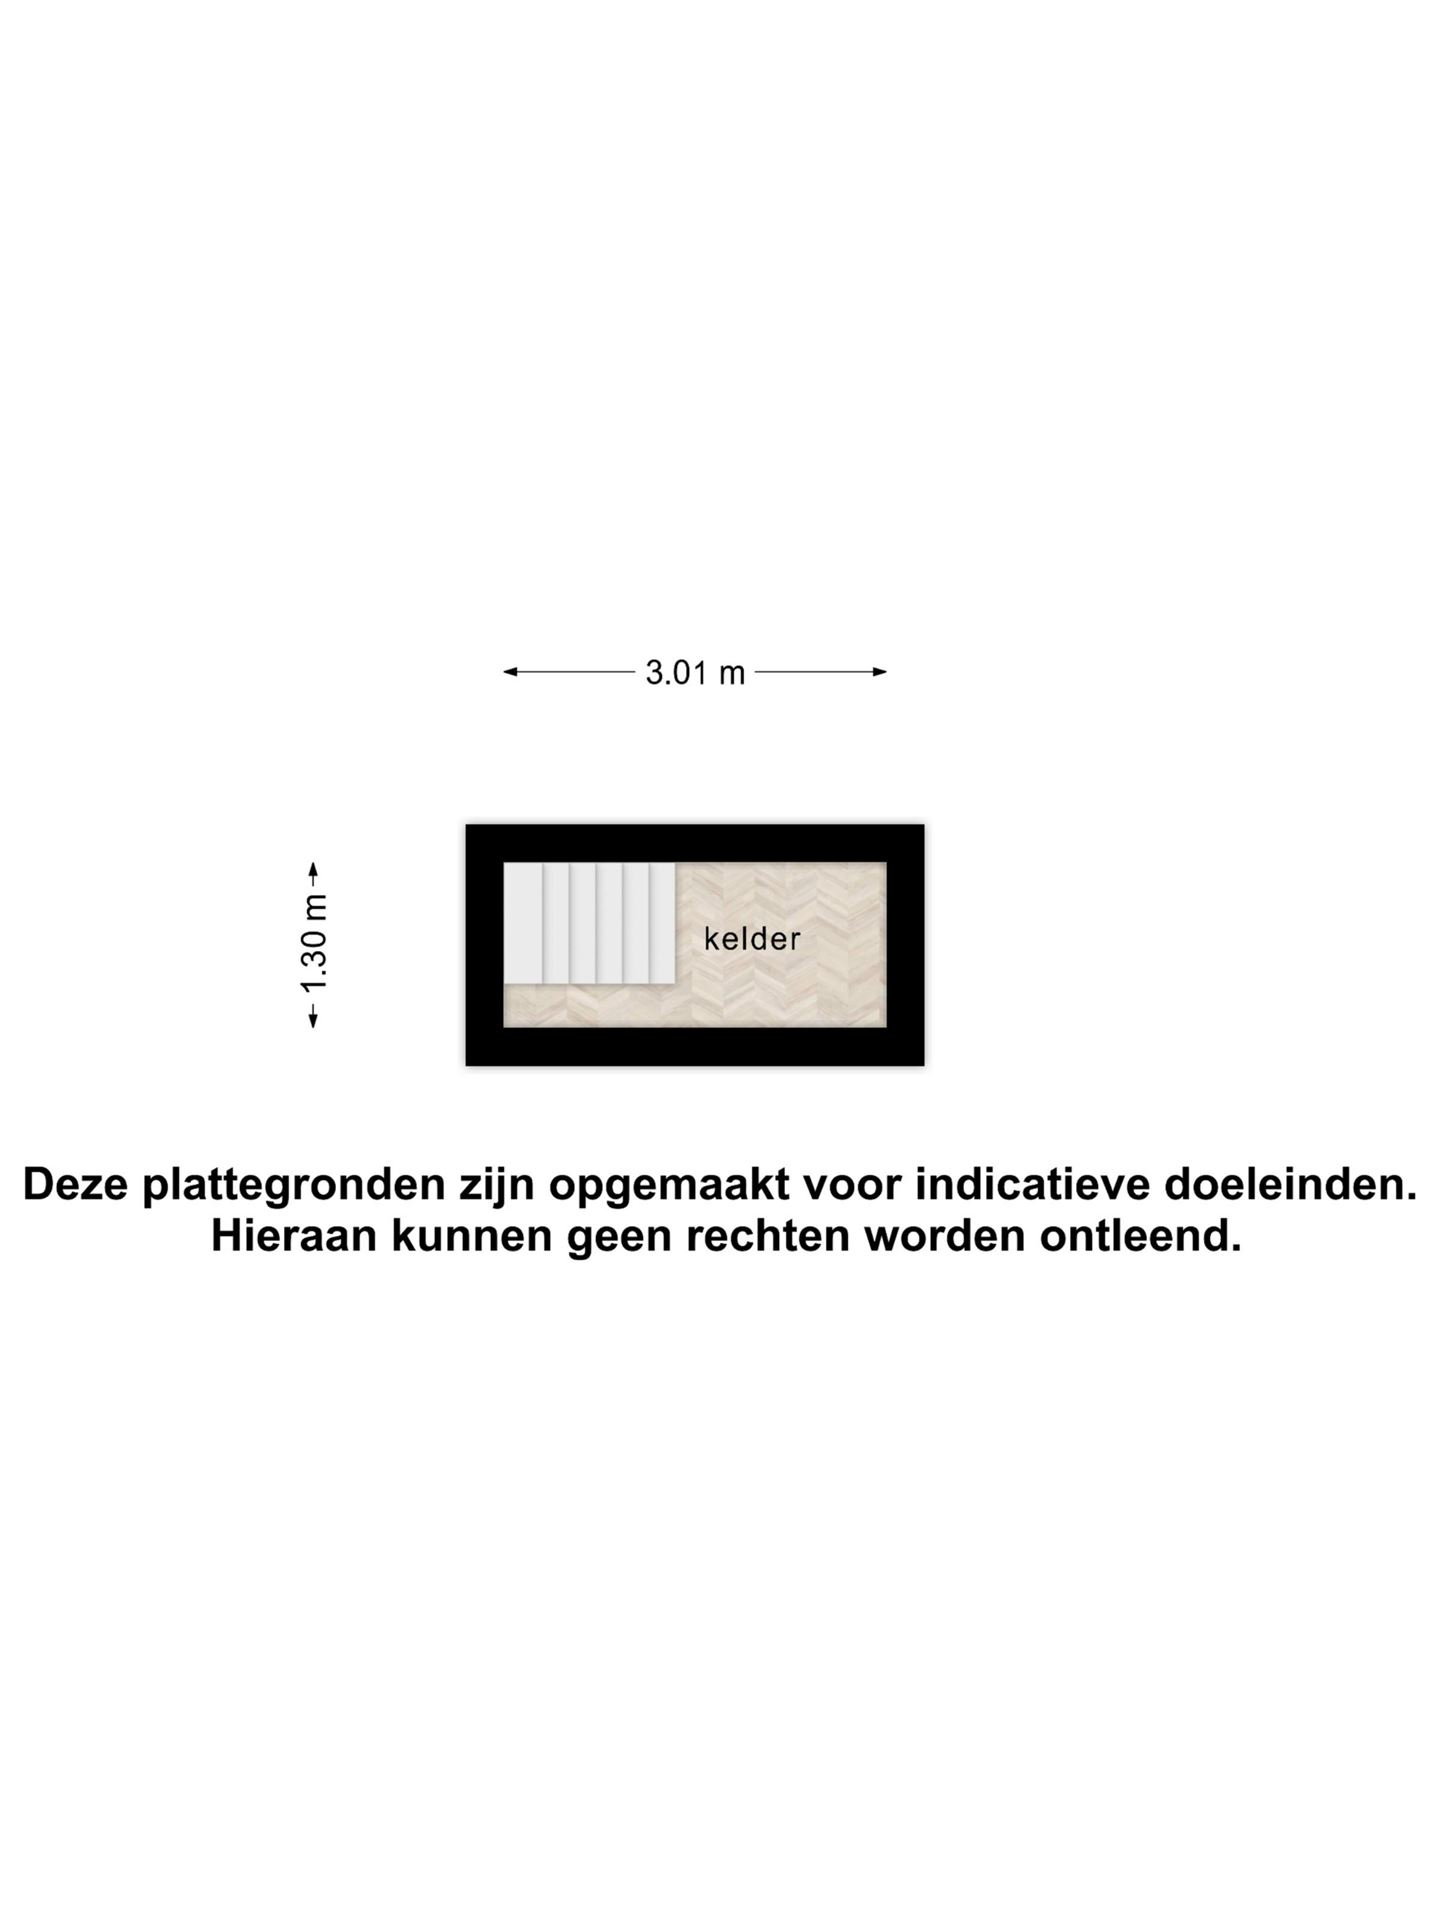 3.01 m
1.30 m
kelder
Deze plattegronden zijn opgemaakt voor indicatieve doeleinden.
Hieraan kunnen geen rechten worden ontleend.